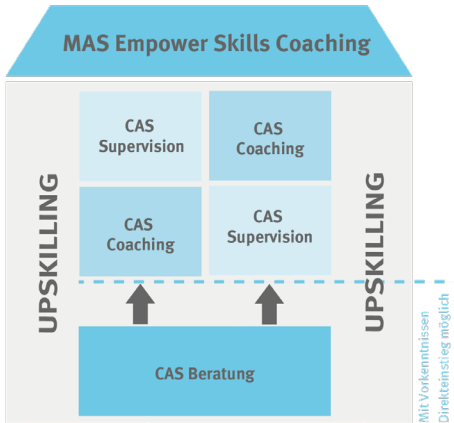 MAS Empower Skills Coaching
CAS
Supervision
CAS
Coaching
UPSKILLING
CAS
Coaching
CAS
Supervision
UPSKILLING
CAS Beratung
Mit Vorkenntnissen
Direkteinstieg möglich